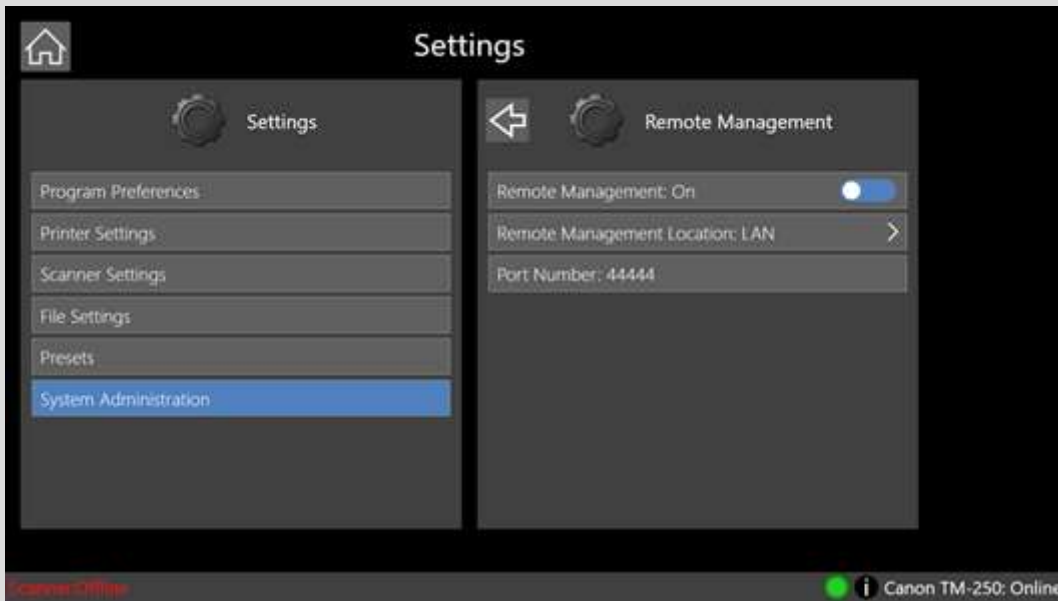 Settings
Settings
Program Preferences
Printer Settings
Scanner Settings
File Settings
Presets
System Administration
Remote Management
Remote Management: On
Remote Management Location: LAN
Port Number: 44444
Scanner:Offline
i Canon TM-250: Online